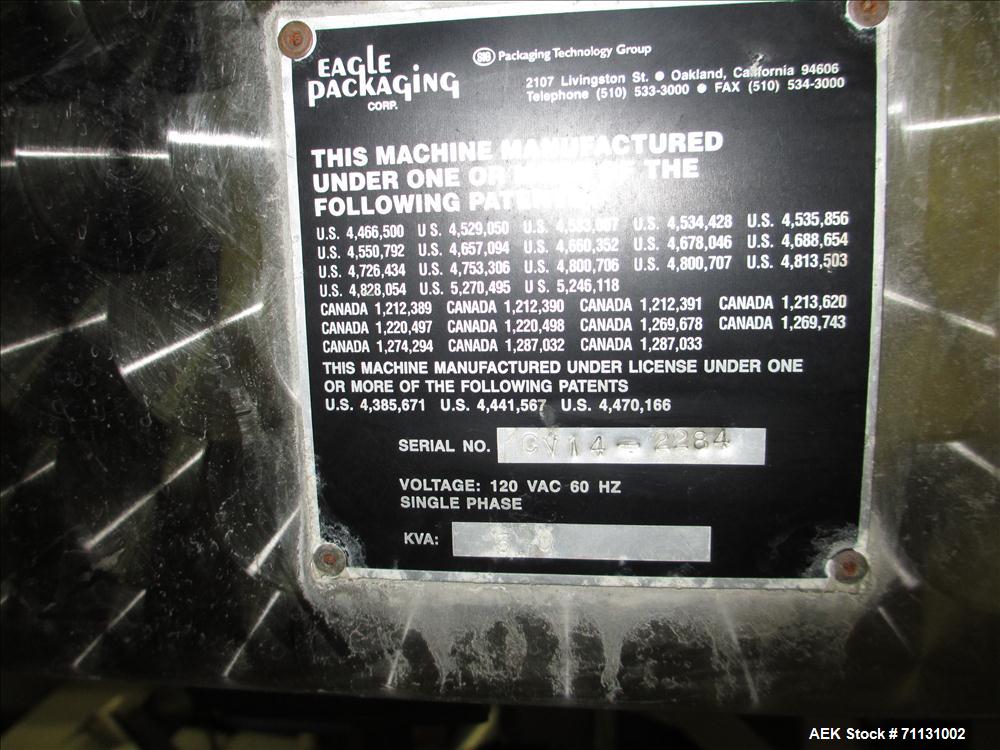 EAGLE
PACKAGING
CORP.
SIG Packaging Technology Group
2107 Livingston St. ● Oakland, California 94606
Telephone (510) 533-3000 ● FAX (510) 534-3000
THIS MACHINE MANUFACTURED
UNDER ONE OR OF THE
FOLLOWING
U.S. 4,466,500 U.S. 4,529,050 U.S. U.S. 4,534,428 U.S. 4,535,856
U.S. 4,550,792 U.S. 4,657,094 U.S. 4,660,352 U.S. 4,678,046 U.S. 4,688,654
U.S. 4,726,434 U.S. 4,753,306 U.S. 4,800,706 U.S. 4,800,707 U.S. 4,813,503
U.S. 4,828,054 U.S. 5,270,495 U.S. 5,246,118
CANADA 1,212,389 CANADA 1,212,390 CANADA 1,212,391 CANADA 1,213,620
CANADA 1,220,497 CANADA 1,220,498 CANADA 1,269,678 CANADA 1,269,743
CANADA 1,274,294 CANADA 1,287,032 CANADA 1,287,033
THIS MACHINE MANUFACTURED UNDER LICENSE UNDER ONE
OR MORE OF THE FOLLOWING PATENTS
U.S. 4,385,671 U.S. 4,441,567 U.S. 4,470,166
SERIAL NO. CV14-2284
VOLTAGE: 120 VAC 60 HZ
SINGLE PHASE
KVA:
AEK Stock #71131002